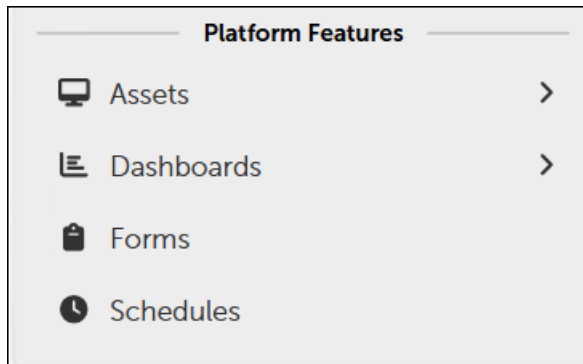 Platform Features
Assets
Dashboards
Forms
Schedules